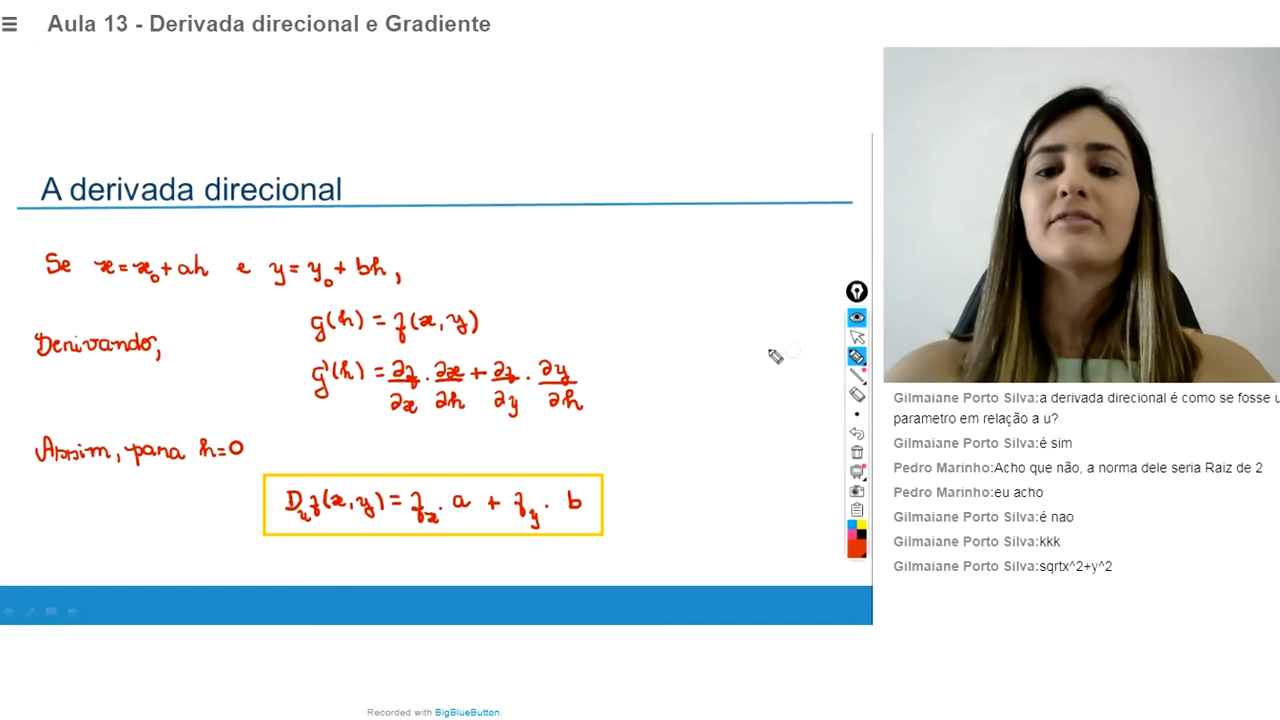 Aula 13 - Derivada direcional e Gradiente
A derivada direcional
Se x = x₀ + ah e y = y₀ + bh,
g(h) = f(x, y)
Derivando,
g'(h) = ∂f/∂x · ∂x/∂h + ∂f/∂y · ∂y/∂h
Assim, para h=0
Dᵤf(x, y) = fₓ · a + f_y · b
Gilmaiane Porto Silva:a derivada direcional é como se fosse u
parametro em relação a u?
Gilmaiane Porto Silva:é sim
Pedro Marinho:Acho que não, a norma dele seria Raiz de 2
Pedro Marinho:eu acho
Gilmaiane Porto Silva:é nao
Gilmaiane Porto Silva:kkk
Gilmaiane Porto Silva:sqrtx^2+y^2
Recorded with BigBlueButton.